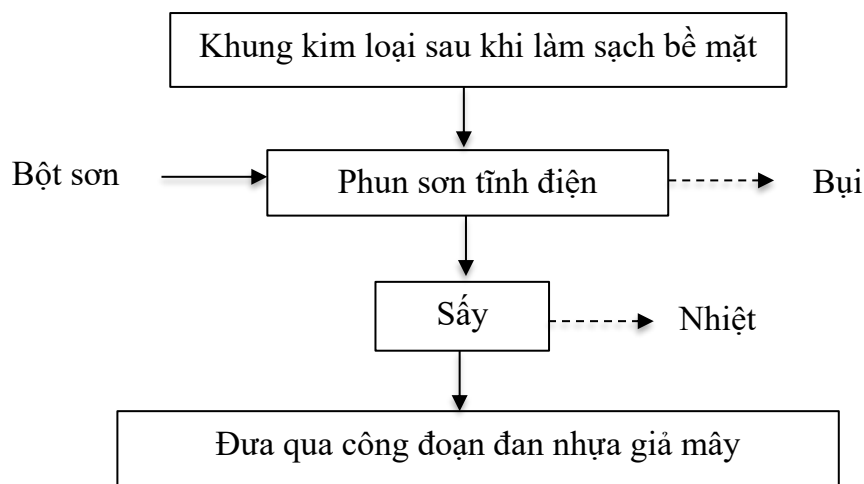 Khung kim loại sau khi làm sạch bề mặt
Bột sơn
Phun sơn tĩnh điện
Bụi
Sấy
Nhiệt
Đưa qua công đoạn đan nhựa giả mây